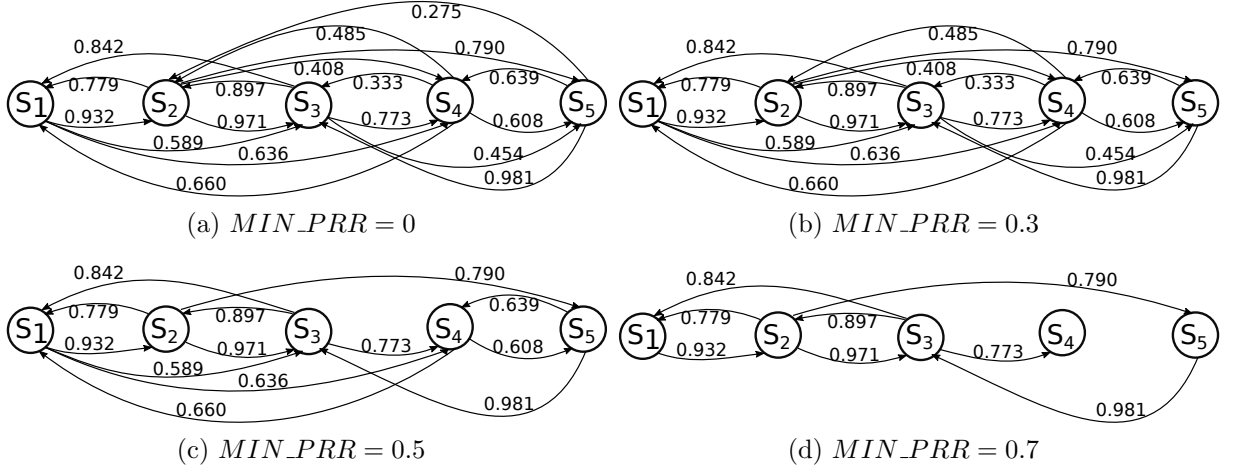 0.275
0.485
0.842 0.790
0.408
0.779 0.897 0.333 0.639
S1 S2 S3 S4 S5
0.932 0.971 0.773 0.608
0.589
0.636 0.454
0.660 0.981
(a) MIN_PRR = 0
0.485
0.842 0.790
0.408
0.779 0.897 0.333 0.639
S1 S2 S3 S4 S5
0.932 0.971 0.773 0.608
0.589
0.636 0.454
0.660 0.981
(b) MIN_PRR = 0.3
0.842 0.790
0.779 0.897 0.639
S1 S2 S3 S4 S5
0.932 0.971 0.773 0.608
0.589
0.636
0.660 0.981
(c) MIN_PRR = 0.5
0.842 0.790
0.779 0.897
S1 S2 S3 S4 S5
0.932 0.971 0.773
0.981
(d) MIN_PRR = 0.7